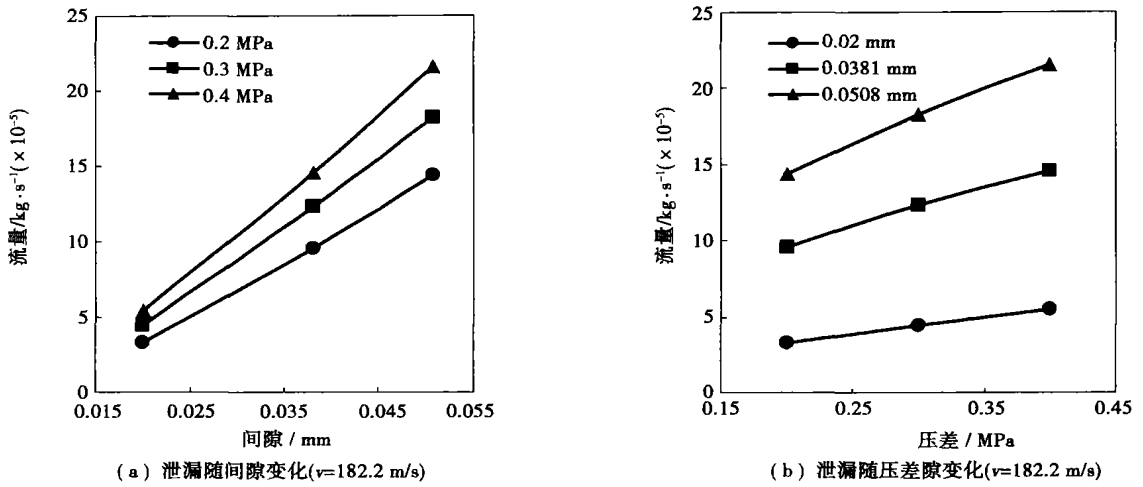 25
20
15
10
5
0
流量/kg·s⁻¹(×10⁻⁵)
0.2 MPa
0.3 MPa
0.4 MPa
0.015 0.025 0.035 0.045 0.055
间隙 / mm
(a) 泄漏随间隙变化(v=182.2 m/s)
25
20
15
10
5
0
流量/kg·s⁻¹(×10⁻⁵)
0.02 mm
0.0381 mm
0.0508 mm
0.15 0.25 0.35 0.45
压差 / MPa
(b) 泄漏随压差隙变化(v=182.2 m/s)